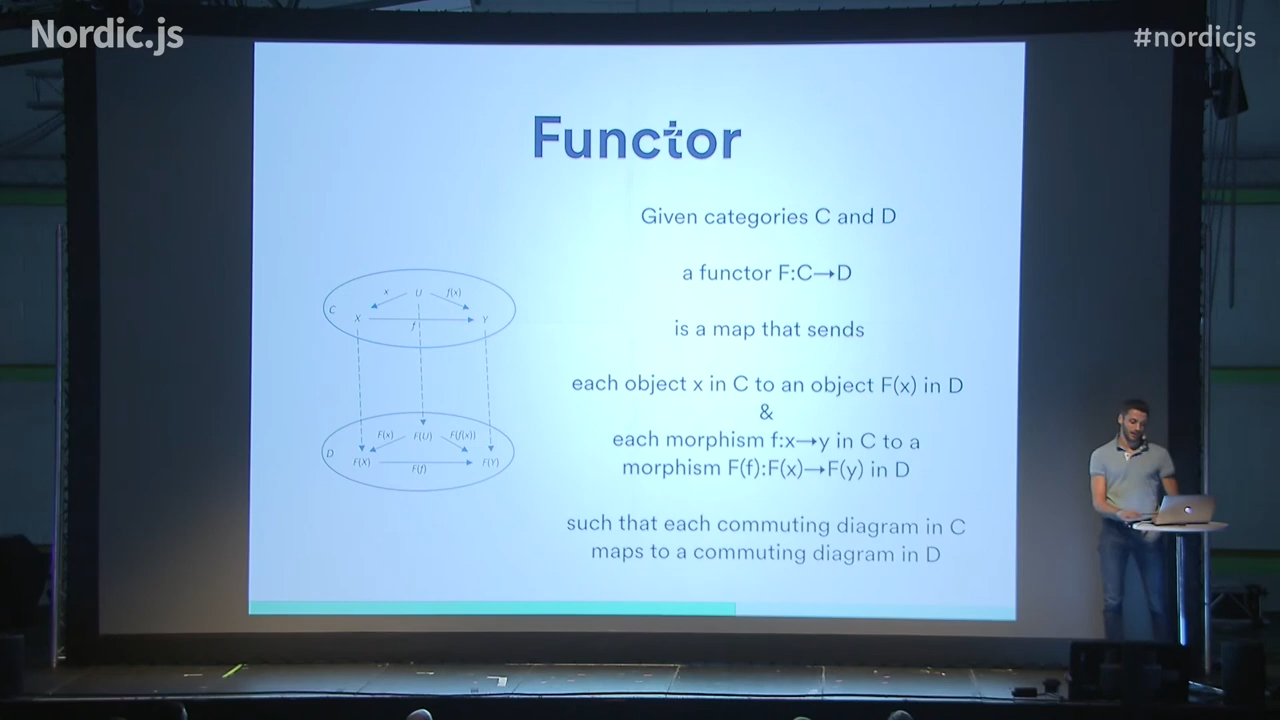 Nordic.js
#nordicjs
Functor
Given categories C and D
a functor F:C→D
is a map that sends
each object x in C to an object F(x) in D
&
each morphism f:x→y in C to a
morphism F(f):F(x)→F(y) in D
such that each commuting diagram in C
maps to a commuting diagram in D
x U f(x)
C
X Y
f
F(x) F(U) F(f(x))
D
F(X) F(Y)
F(f)